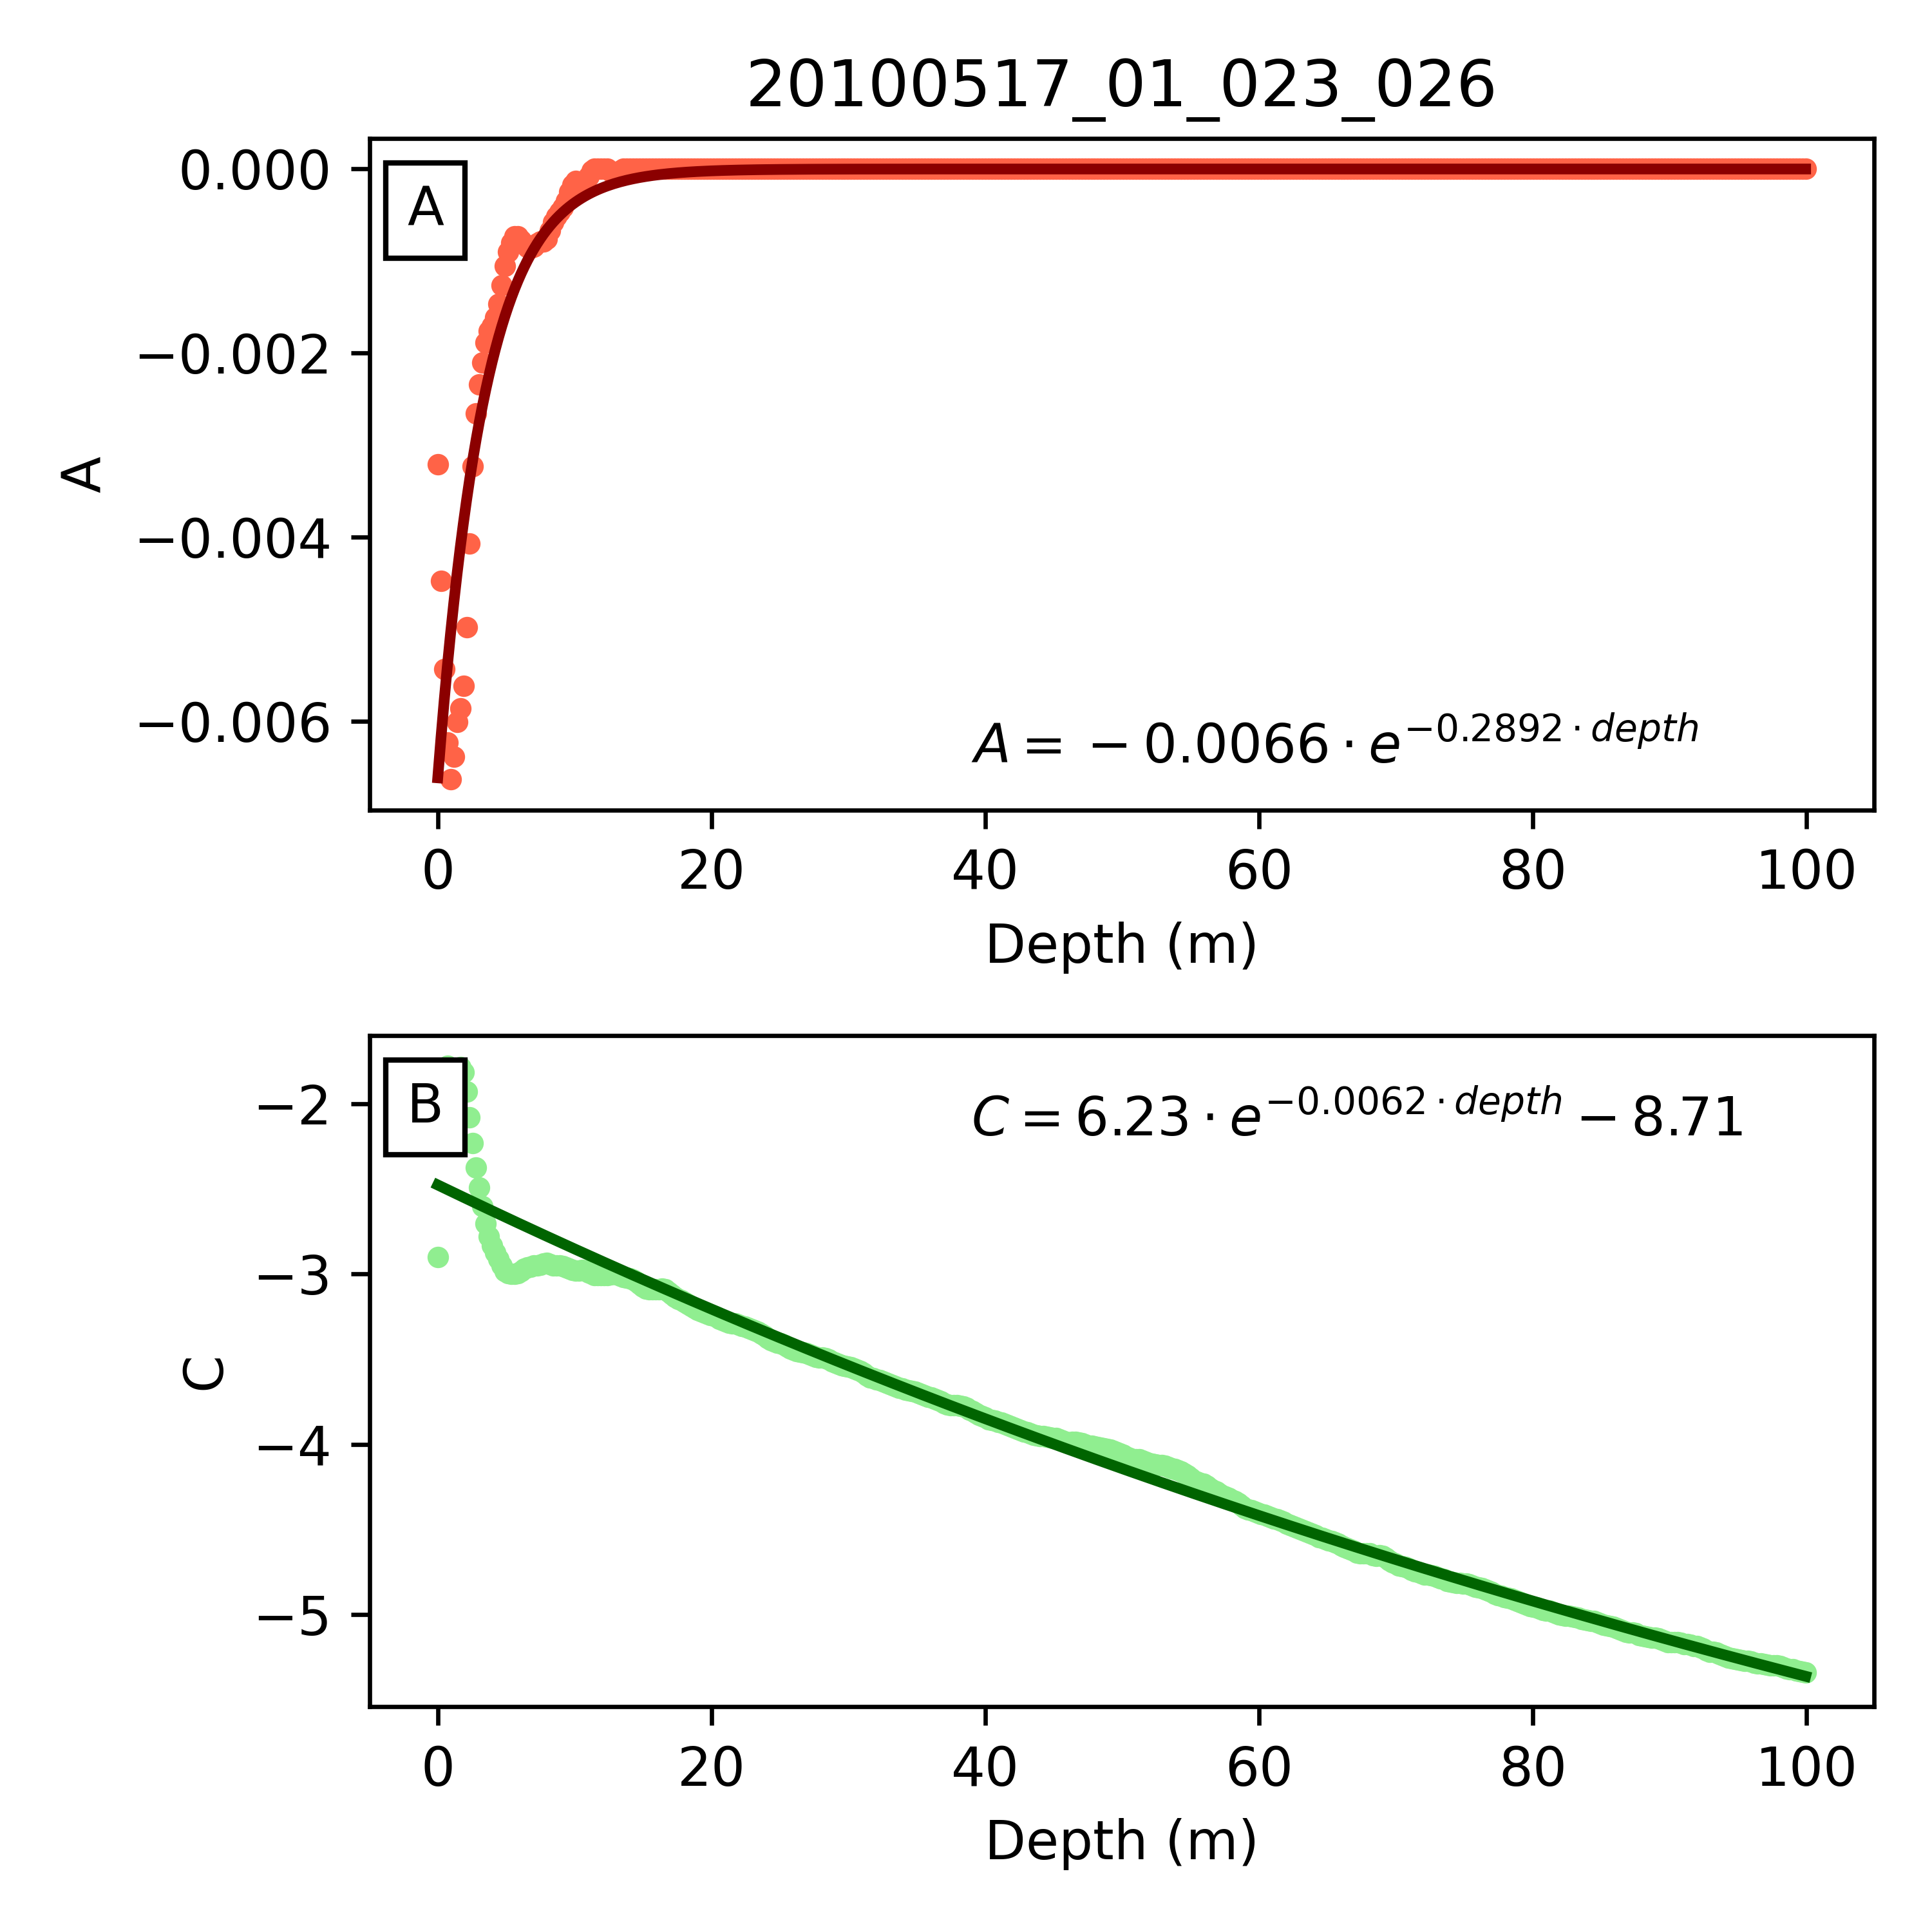 20100517_01_023_026
A
0.000
−0.002
−0.004
−0.006
A
A = − 0.0066 · e^−0.2892 · depth
0 20 40 60 80 100
Depth (m)
B
C = 6.23 · e^−0.0062 · depth − 8.71
−2
−3
−4
−5
C
0 20 40 60 80 100
Depth (m)